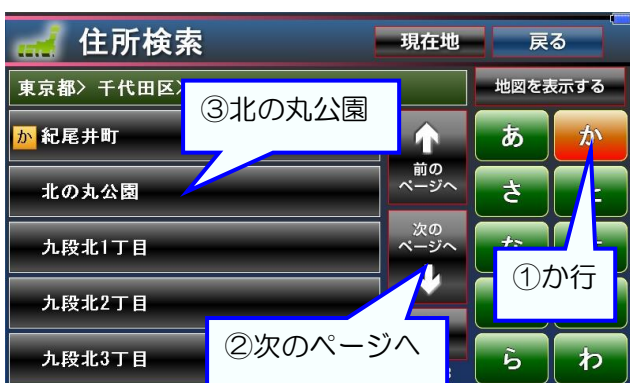 住所検索
現在地
戻る
東京都> 千代田区>
地図を表示する
③北の丸公園
か 紀尾井町
北の丸公園
九段北1丁目
九段北2丁目
九段北3丁目
前の
ページへ
次の
ページへ
②次のページへ
あ
か
さ
①か行
ら
わ